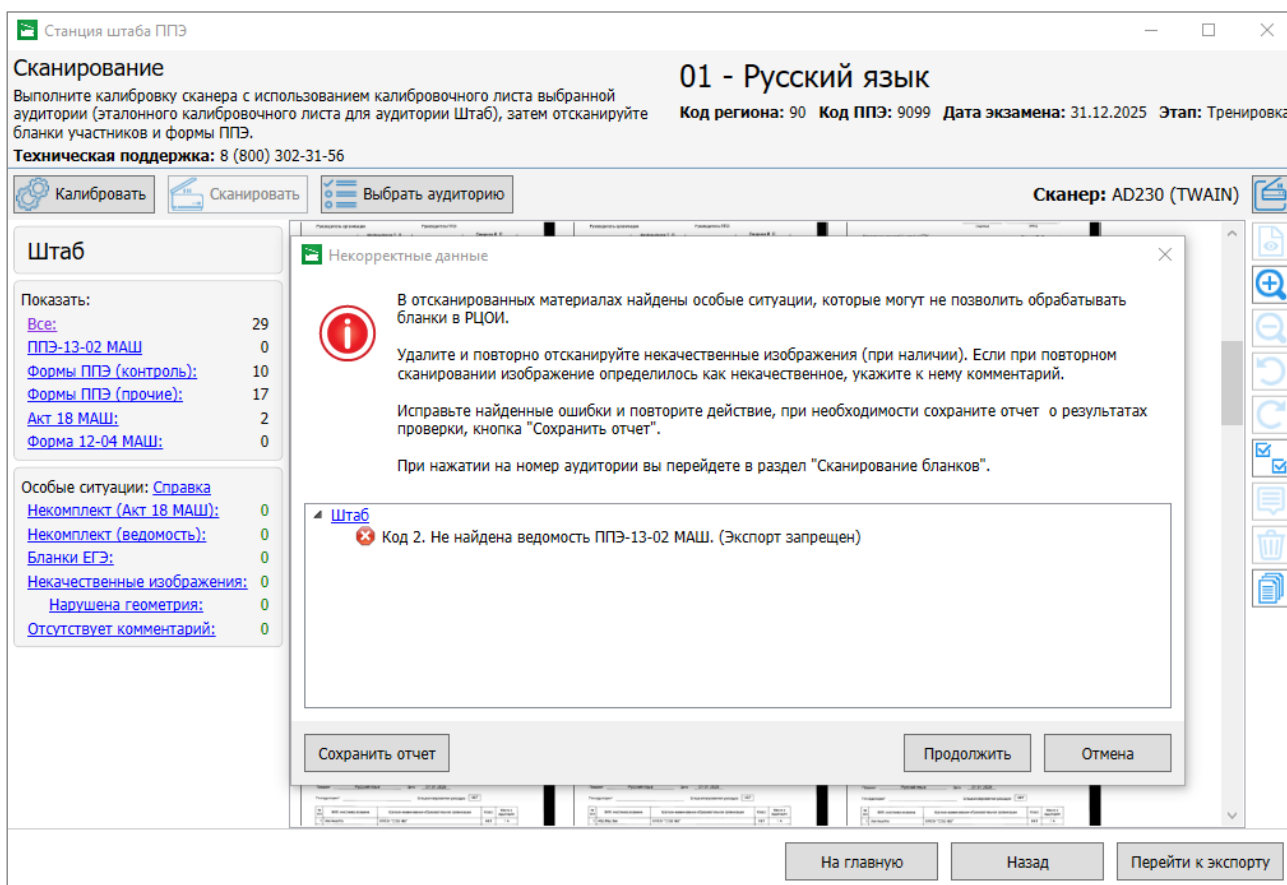 Станция штаба ППЭ
Сканирование
Выполните калибровку сканера с использованием калибровочного листа выбранной
аудитории (эталонного калибровочного листа для аудитории Штаб), затем отсканируйте
бланки участников и формы ППЭ.
Техническая поддержка: 8 (800) 302-31-56
01 - Русский язык
Код региона: 90 Код ППЭ: 9099 Дата экзамена: 31.12.2025 Этап: Тренировка
Калибровать
Сканировать
Выбрать аудиторию
Сканер: AD230 (TWAIN)
Штаб
Показать:
Все: 29
ППЭ-13-02 МАШ 0
Формы ППЭ (контроль): 10
Формы ППЭ (прочие): 17
Акт 18 МАШ: 2
Форма 12-04 МАШ: 0
Особые ситуации: Справка
Некомплект (Акт 18 МАШ): 0
Некомплект (ведомость): 0
Бланки ЕГЭ: 0
Некачественные изображения: 0
Нарушена геометрия: 0
Отсутствует комментарий: 0
Некорректные данные
В отсканированных материалах найдены особые ситуации, которые могут не позволить обрабатывать
бланки в РЦОИ.
Удалите и повторно отсканируйте некачественные изображения (при наличии). Если при повторном
сканировании изображение определилось как некачественное, укажите к нему комментарий.
Исправьте найденные ошибки и повторите действие, при необходимости сохраните отчет о результатах
проверки, кнопка "Сохранить отчет".
При нажатии на номер аудитории вы перейдете в раздел "Сканирование бланков".
Штаб
Код 2. Не найдена ведомость ППЭ-13-02 МАШ. (Экспорт запрещен)
Сохранить отчет
Продолжить
Отмена
На главную
Назад
Перейти к экспорту